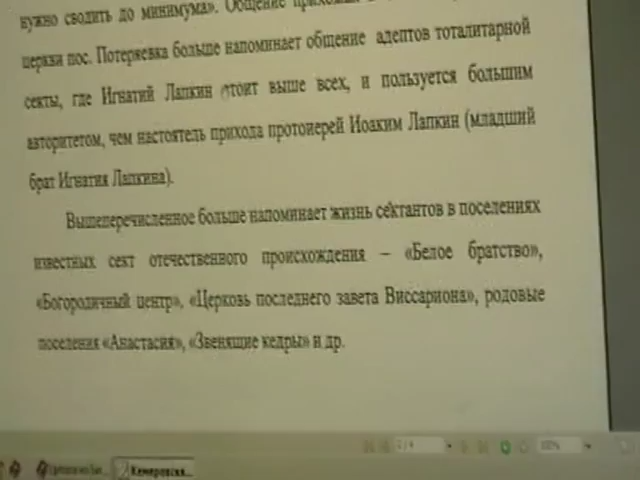 нужно сводить до минимума». Общение
церкви пос. Потеряевка больше напоминает общение адептов тоталитарной
секты, где Игнатий Лапкин стоит выше всех, и пользуется большим
авторитетом, чем настоятель прихода протоиерей Иоаким Лапкин (младший
брат Игнатия Лапкина).
Вышеперечисленное больше напоминает жизнь сектантов в поселениях
известных сект отечественного происхождения – «Белое братство»,
«Богородичный центр», «Церковь последнего завета Виссариона», родовые
поселения «Анастасия», «Звенящие кедры» и др.
Кемеровски...